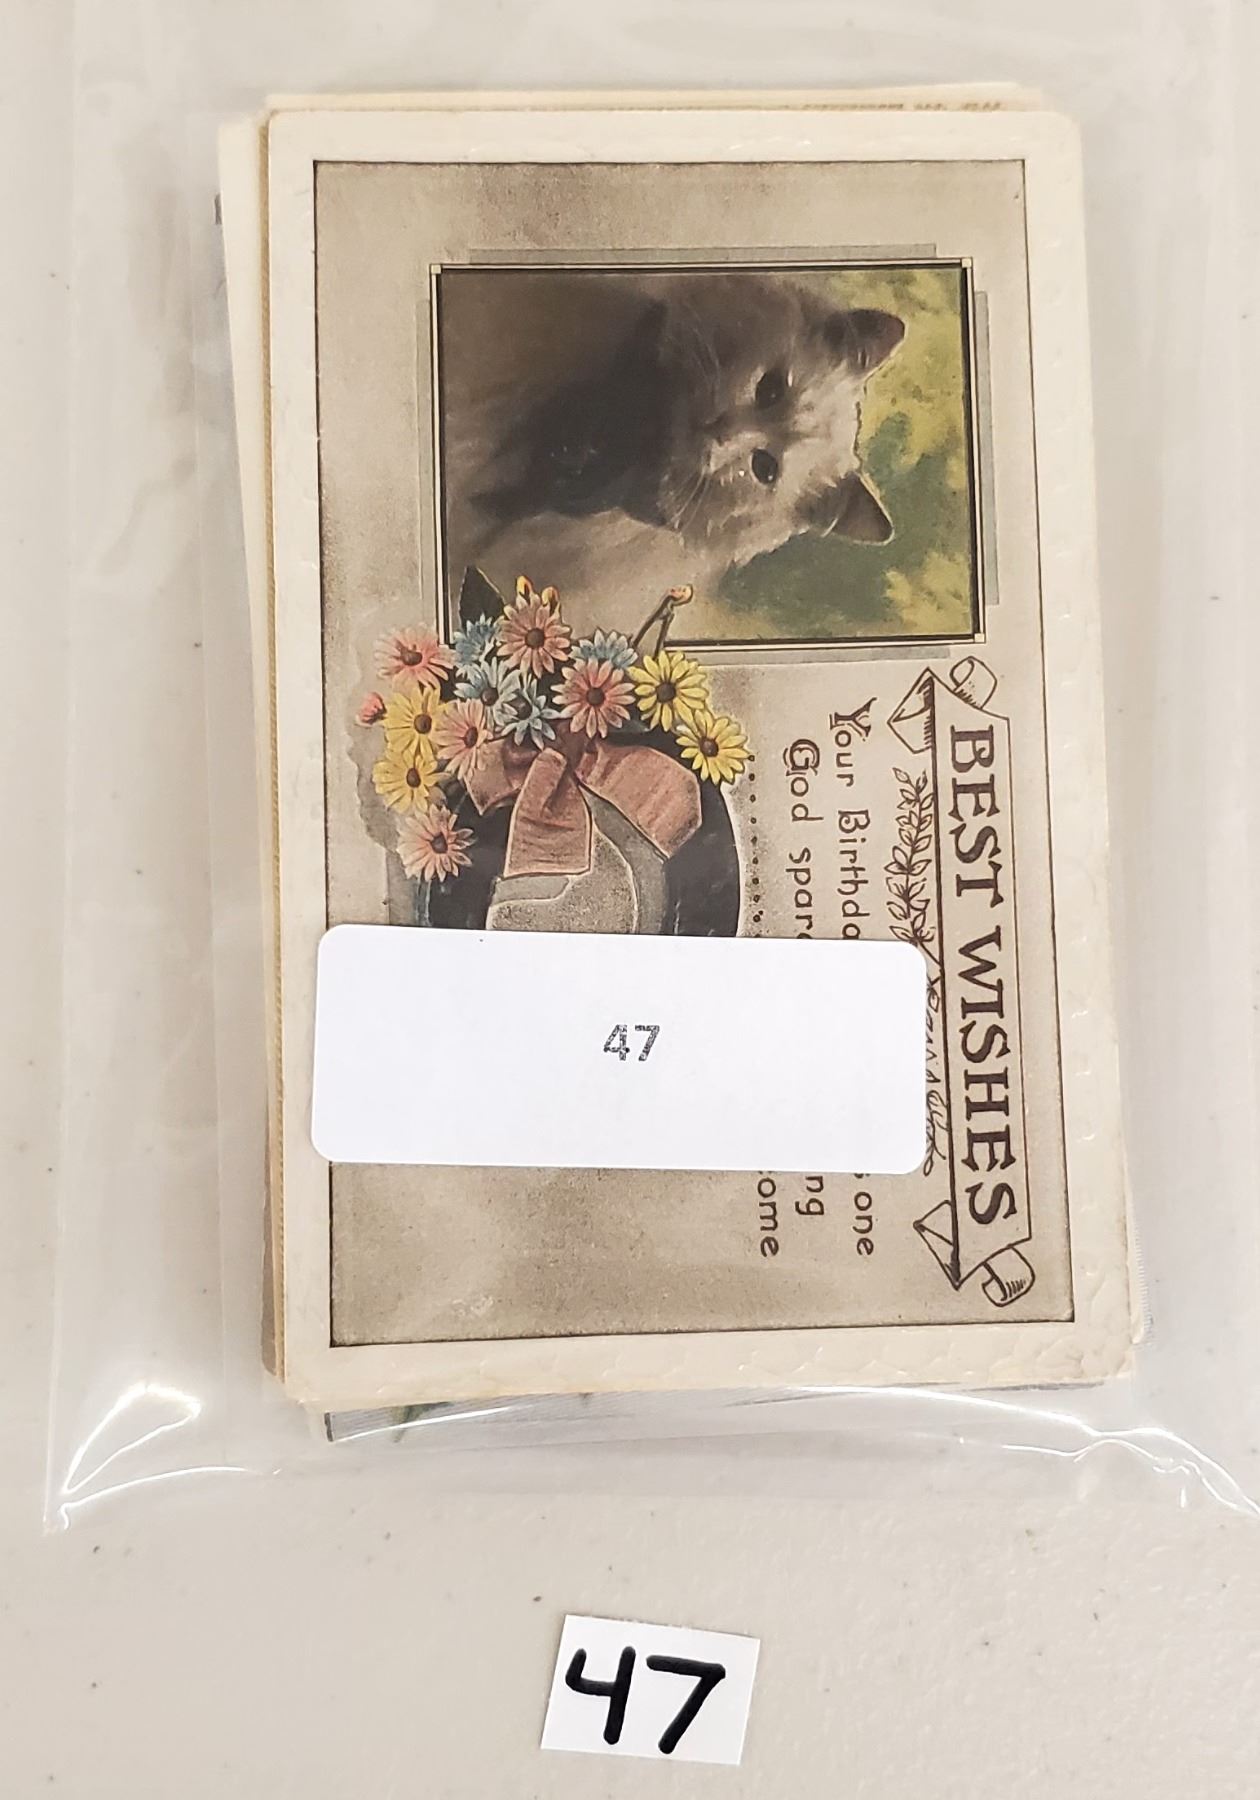 BEST WISHES
Your Birthda one
God spar ng
ome
47
47